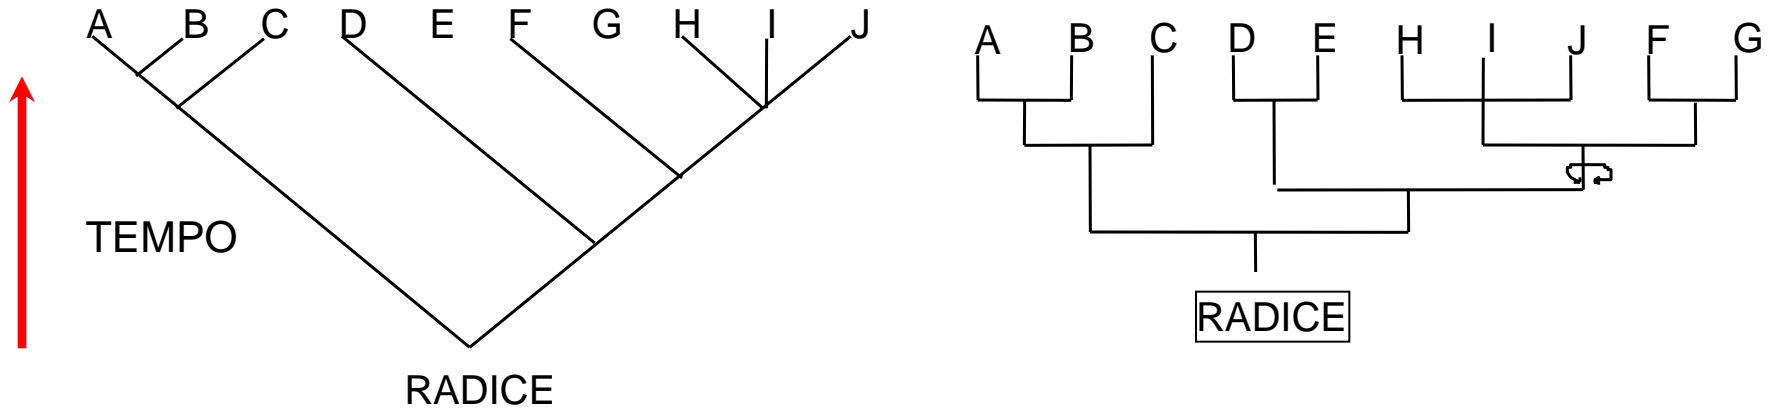 A B C D E F G H I J
TEMPO
RADICE
A B C D E H I J F G
RADICE